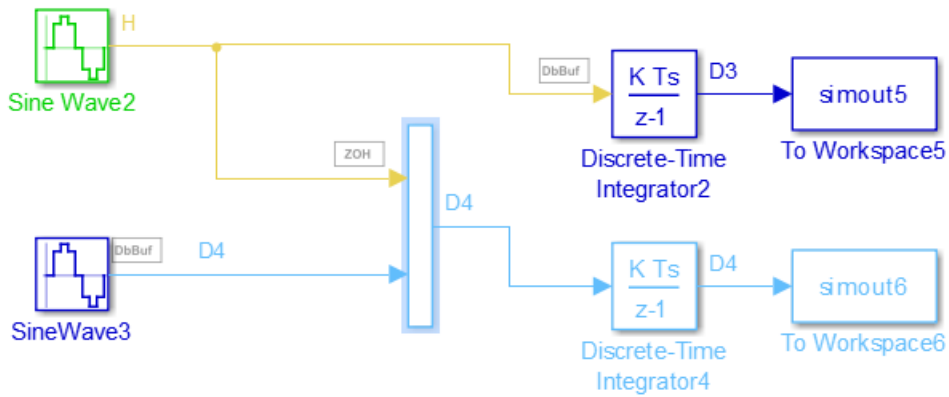 H
Sine Wave2
DbBuf
K Ts
z-1
D3
simout5
Discrete-Time
Integrator2
To Workspace5
ZOH
D4
DbBuf
D4
SineWave3
K Ts
z-1
D4
simout6
Discrete-Time
Integrator4
To Workspace6